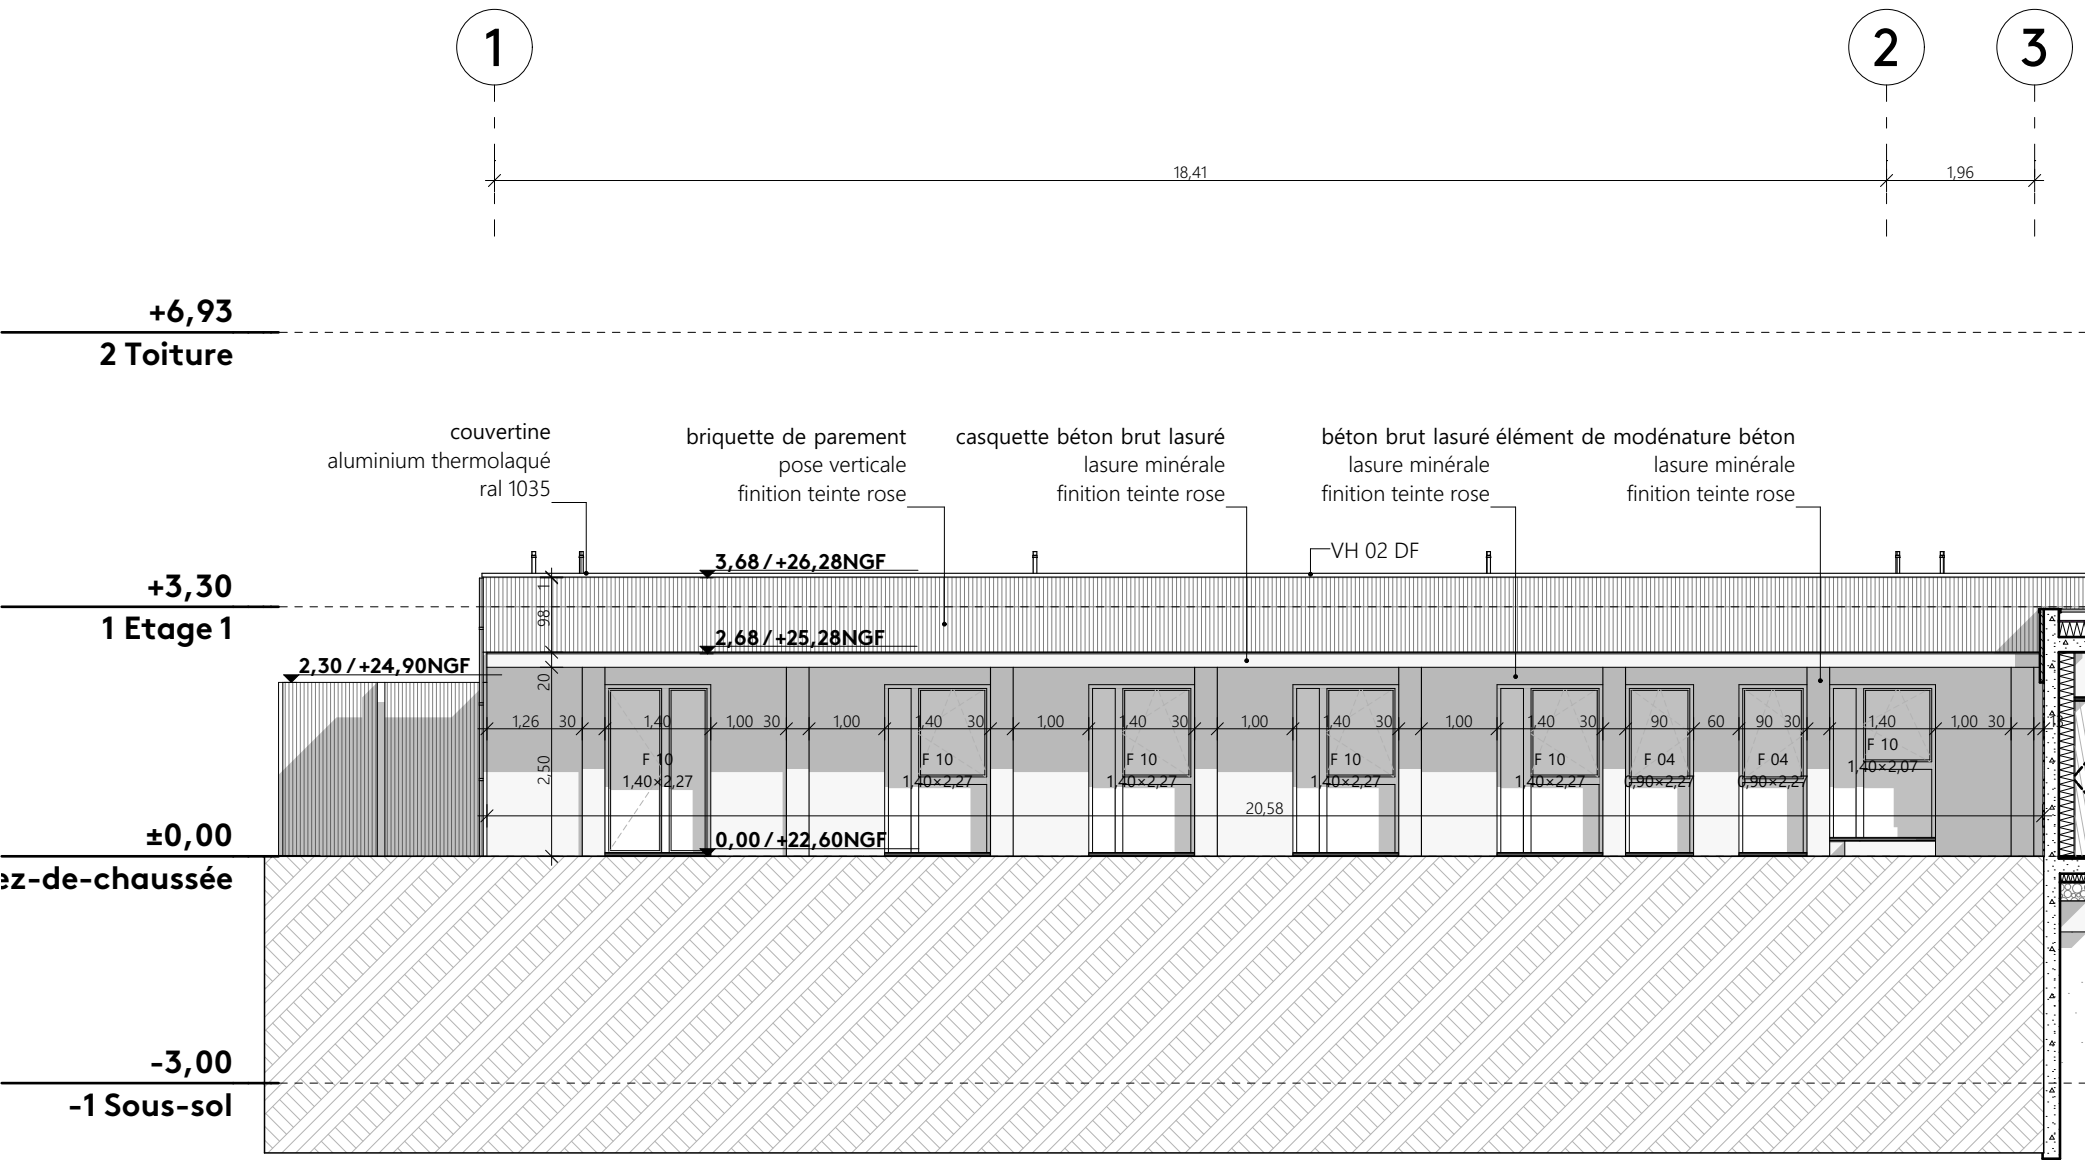 1
2
3
18,41
1,96
+6,93
2 Toiture
couvertine
aluminium thermolaqué
ral 1035
briquette de parement
pose verticale
finition teinte rose
casquette béton brut lasuré
lasure minérale
finition teinte rose
béton brut lasuré
lasure minérale
finition teinte rose
élément de modénature béton
lasure minérale
finition teinte rose
VH 02 DF
3,68 / +26,28NGF
+3,30
1 Etage 1
1
98
2,68 / +25,28NGF
2,30 / +24,90NGF
20
1,26 30 1,40 1,00 30 1,00 1,40 30 1,00 1,40 30 1,00 1,40 30 1,00 1,40 30 90 60 90 30 1,40 1,00 30
2,50
F 10
1,40×2,27
F 10
1,40×2,27
F 10
1,40×2,27
F 10
1,40×2,27
F 10
1,40×2,27
F 04
0,90×2,27
F 04
0,90×2,27
F 10
1,40×2,07
20,58
±0,00
ez-de-chaussée
0,00 / +22,60NGF
-3,00
-1 Sous-sol